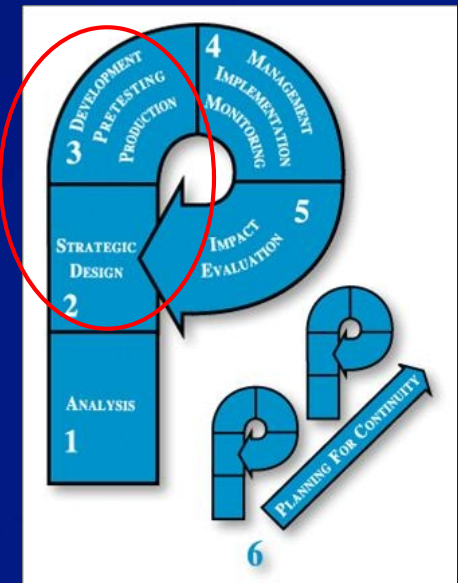 ANALYSIS
1
STRATEGIC
DESIGN
2
DEVELOPMENT
PRETESTING
PRODUCTION
3
4
MANAGEMENT
IMPLEMENTATION
MONITORING
5
IMPACT
EVALUATION
PLANNING FOR CONTINUITY
6